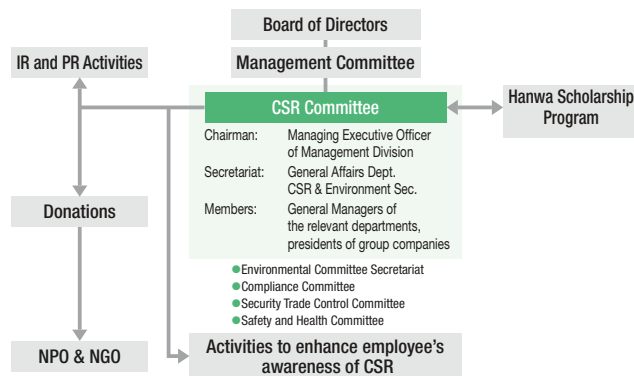 Board of Directors
IR and PR Activities
Management Committee
CSR Committee
Hanwa Scholarship
Program
Chairman: Managing Executive Officer
of Management Division
Secretariat: General Affairs Dept.
CSR & Environment Sec.
Members: General Managers of
the relevant departments,
presidents of group companies
Donations
●Environmental Committee Secretariat
●Compliance Committee
●Security Trade Control Committee
●Safety and Health Committee
NPO & NGO
Activities to enhance employee's
awareness of CSR